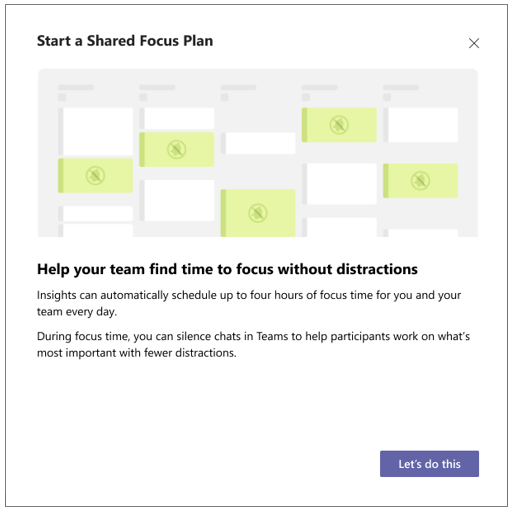 Start a Shared Focus Plan
Help your team find time to focus without distractions
Insights can automatically schedule up to four hours of focus time for you and your
team every day.
During focus time, you can silence chats in Teams to help participants work on what's
most important with fewer distractions.
Let's do this